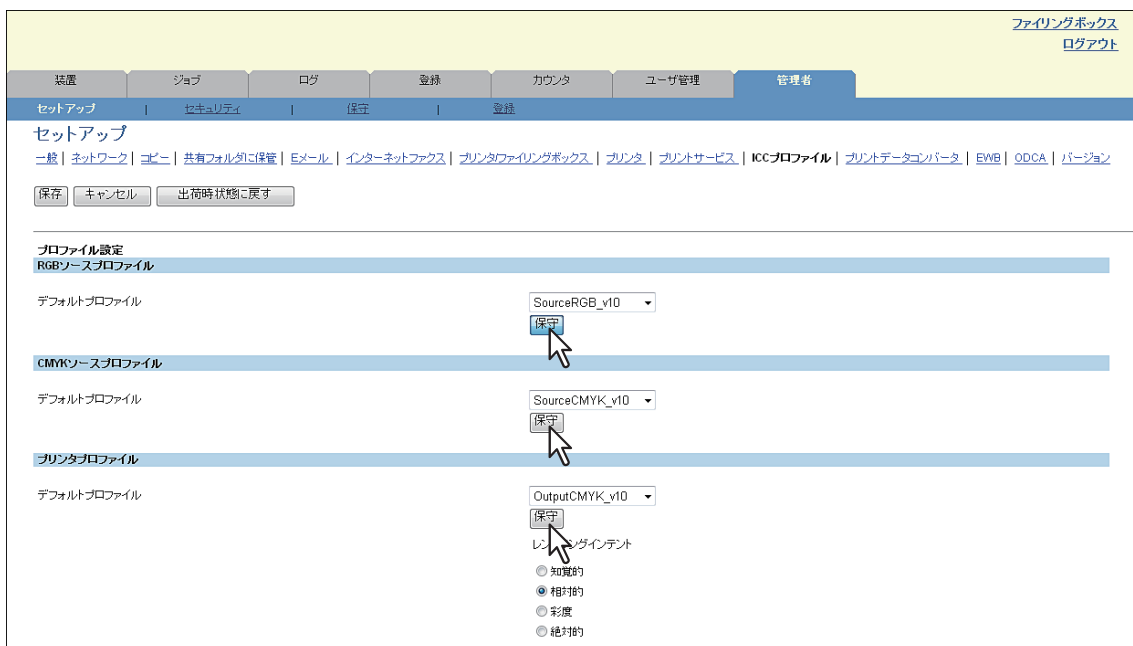 ファイリングボックス
ログアウト
装置 ジョブ ログ 登録 カウンタ ユーザ管理 管理者
セットアップ | セキュリティ | 保守 | 登録
セットアップ
一般 | ネットワーク | コピー | 共有フォルダに保管 | Eメール | インターネットファクス | プリンタ/ファイリングボックス | プリンタ | プリントサービス | ICCプロファイル | プリントデータコンバータ | EWB | ODCA | バージョン
保存 キャンセル 出荷時状態に戻す
プロファイル設定
RGBソースプロファイル
デフォルトプロファイル SourceRGB_v10
保守
CMYKソースプロファイル
デフォルトプロファイル SourceCMYK_v10
保守
プリンタプロファイル
デフォルトプロファイル OutputCMYK_v10
保守
レンダリングインテント
知覚的
相対的
彩度
絶対的